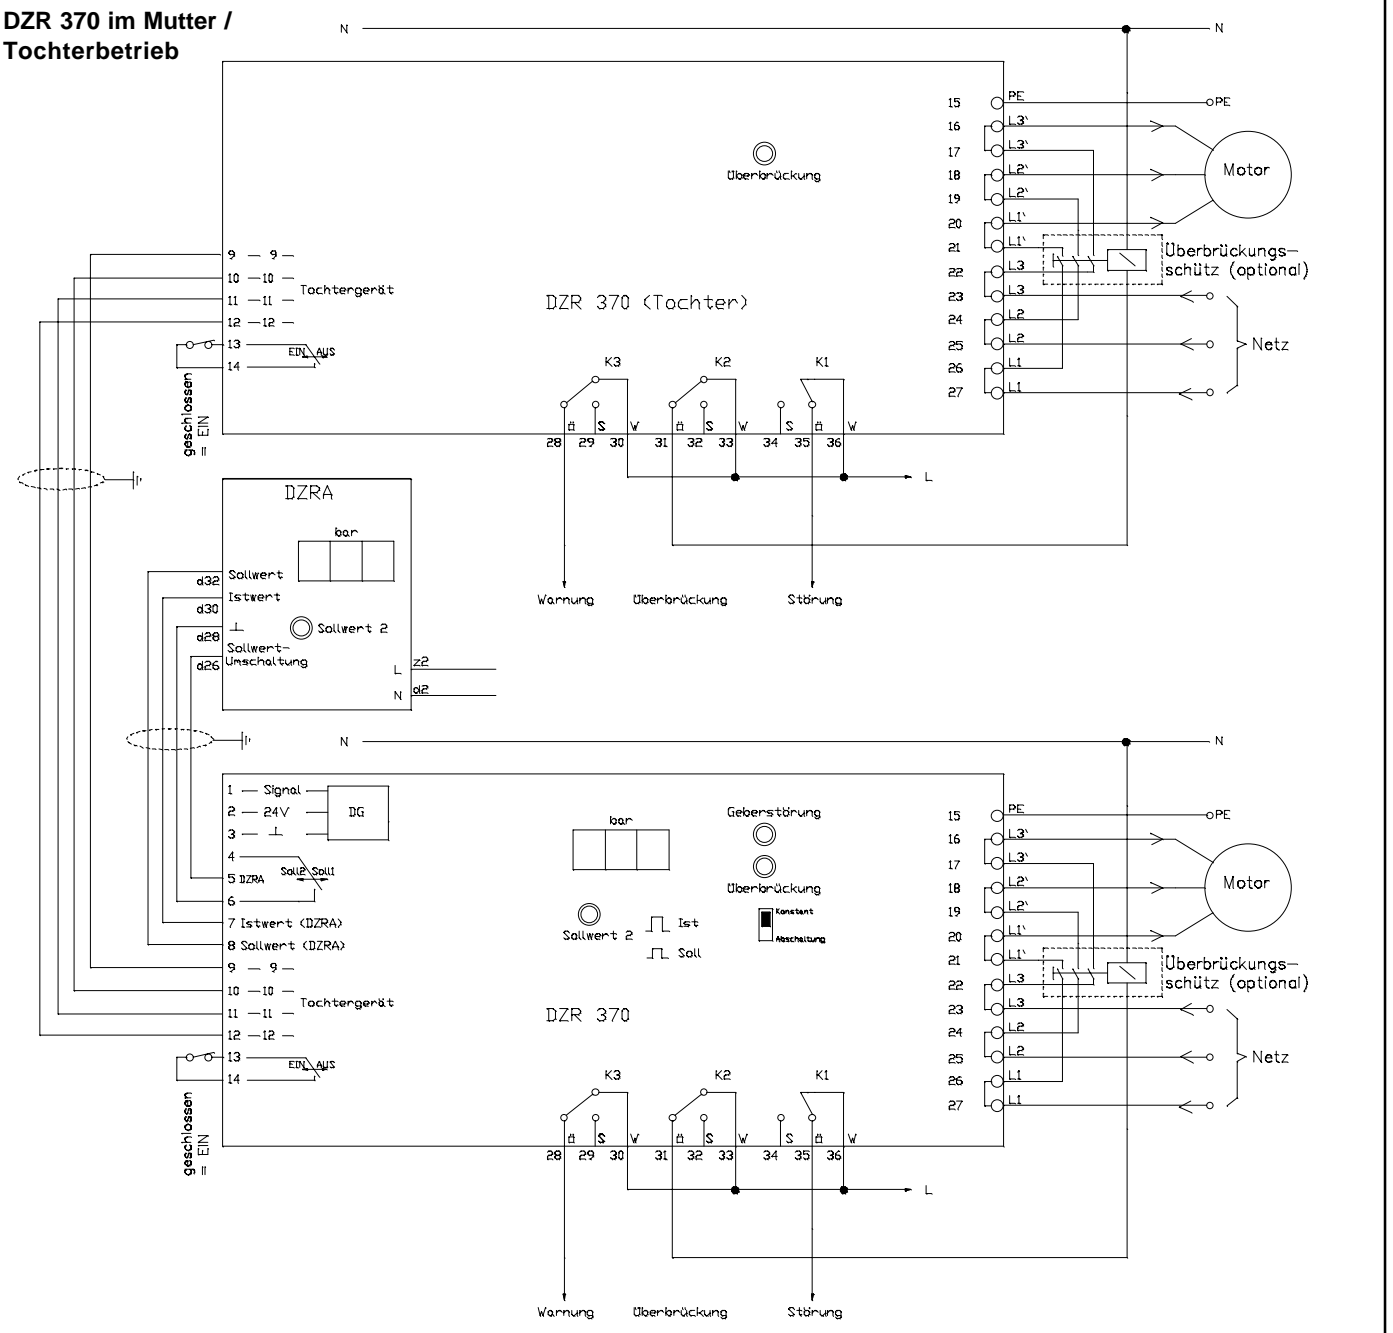 DZR 370 im Mutter /
Tochterbetrieb
N
N
15 PE PE
16 L3'
17 L3'
18 L2'
19 L2'
20 L1'
21 L1'
22 L3
23 L3
24 L2
25 L2
26 L1
27 L1
Motor
Überbrückungs-
schütz (optional)
Netz
Überbrückung
9 — 9 —
10 — 10 —
11 — 11 —
12 — 12 —
Tochtergerät
13
14
EIN AUS
geschlossen
= EIN
DZR 370 (Tochter)
K3 K2 K1
ö S W ö S W S ö W
28 29 30 31 32 33 34 35 36
L
Warnung Überbrückung Störung
DZRA
bar
d32 Sollwert
d30 Istwert
d28 ⊥
d26 Sollwert-
Umschaltung
Sollwert 2
L z2
N d2
N
N
1 — Signal
2 — 24V
3 — ⊥
DG
4
5 DZRA
6
Soll2 Soll1
7 Istwert (DZRA)
8 Sollwert (DZRA)
9 — 9 —
10 — 10 —
11 — 11 —
12 — 12 —
Tochtergerät
13
14
EIN AUS
geschlossen
= EIN
bar
Geberstörung
Überbrückung
Sollwert 2
Ist
Soll
Konstant
Abschaltung
DZR 370
15 PE PE
16 L3'
17 L3'
18 L2'
19 L2'
20 L1'
21 L1'
22 L3
23 L3
24 L2
25 L2
26 L1
27 L1
Motor
Überbrückungs-
schütz (optional)
Netz
K3 K2 K1
ö S W ö S W S ö W
28 29 30 31 32 33 34 35 36
L
Warnung Überbrückung Störung